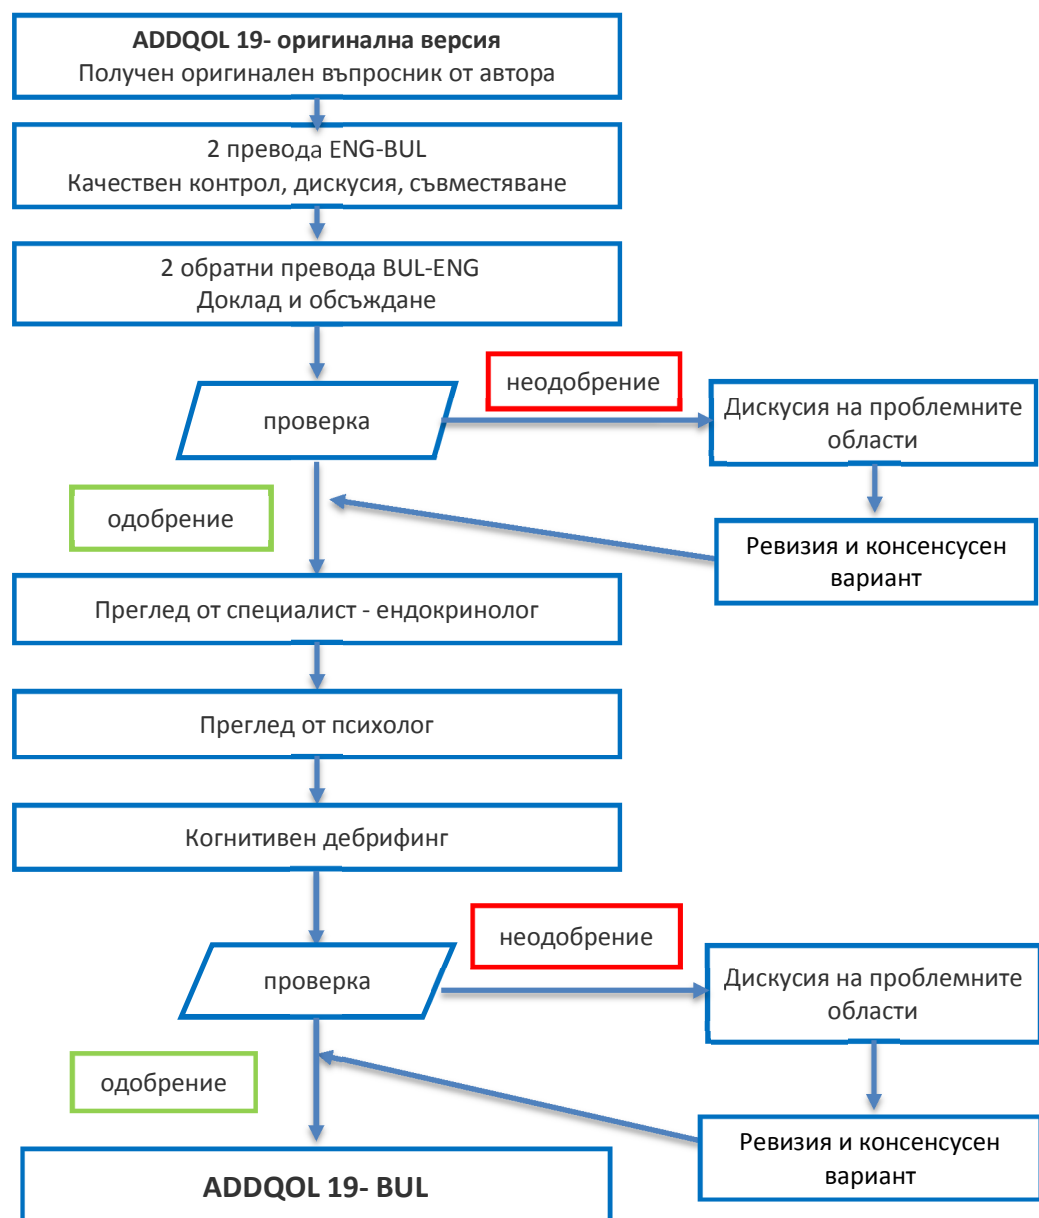 ADDQOL 19- оригинална версия
Получен оригинален въпросник от автора
2 превода ENG-BUL
Качествен контрол, дискусия, съвместяване
2 обратни превода BUL-ENG
Доклад и обсъждане
неодобрение
проверка
Дискусия на проблемните
области
одобрение
Ревизия и консенсусен
вариант
Преглед от специалист - ендокринолог
Преглед от психолог
Когнитивен дебрифинг
неодобрение
проверка
Дискусия на проблемните
области
одобрение
Ревизия и консенсусен
вариант
ADDQOL 19- BUL